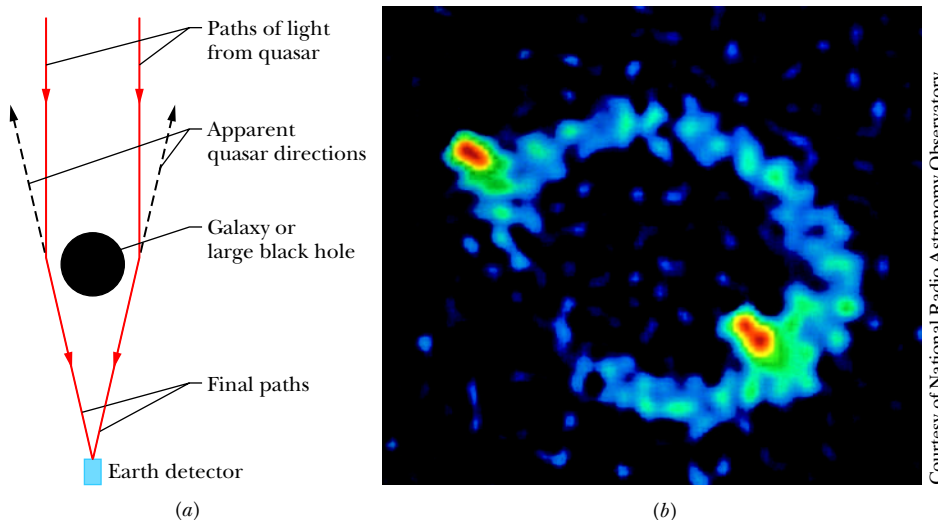 Paths of light
from quasar
Apparent
quasar directions
Galaxy or
large black hole
Final paths
Earth detector
(a)
(b)
Courtesy of National Radio Astronomy Observatory